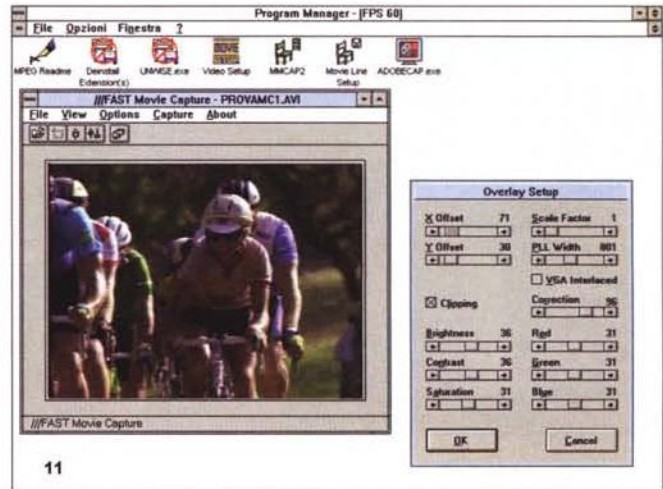 Program Manager - [FPS 60]
File Opzioni Finestra ?
MPEG Readme Deinstall Extension(s) UNWISE.exe Video Setup MMCAP2 Movie Line Setup ADOBECAP.exe
///FAST Movie Capture - PROVAMC1.AVI
File View Options Capture About
///FAST Movie Capture
Overlay Setup
X Offset 71
Scale Factor 1
Y Offset 30
PLL Width 801
VGA Interlaced
Clipping
Correction 96
Brightness 36
Red 31
Contrast 36
Green 31
Saturation 31
Blue 31
OK
Cancel
11